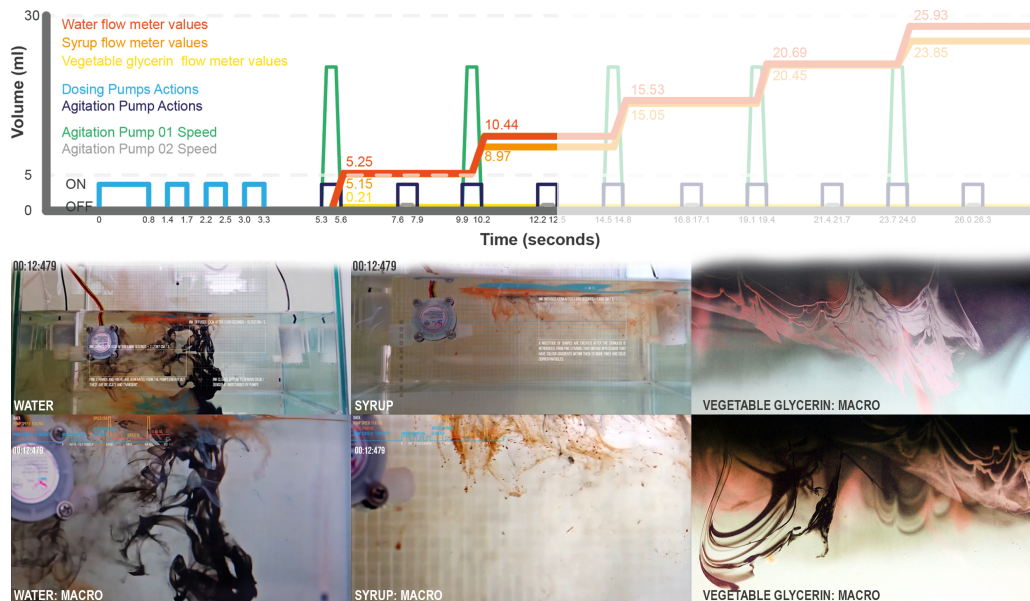 30
Water flow meter values
Syrup flow meter values
Vegetable glycerin flow meter values
Dosing Pumps Actions
Agitation Pump Actions
Agitation Pump 01 Speed
Agitation Pump 02 Speed
Volume (ml)
25.93
23.85
20.69
20.45
15.53
15.05
10.44
8.97
5.25
5.15
0.21
5
ON
OFF
0
0 0.8 1.4 1.7 2.2 2.5 3.0 3.3 5.3 5.6 7.6 7.9 9.9 10.2 12.2 12.5 14.5 14.8 16.8 17.1 19.1 19.4 21.4 21.7 23.7 24.0 26.0 26.3
Time (seconds)
00:12:479
00:12:479
WATER
SYRUP
VEGETABLE GLYCERIN: MACRO
00:12:479
00:12:479
WATER: MACRO
SYRUP: MACRO
VEGETABLE GLYCERIN: MACRO